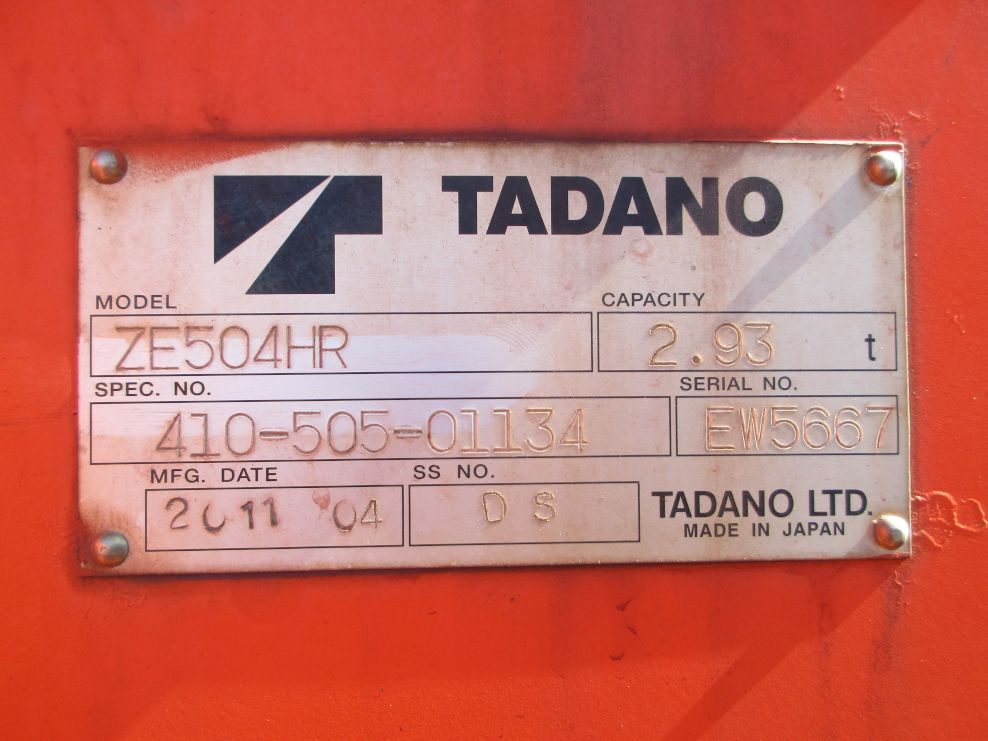 TADANO
MODEL CAPACITY
ZE504HR 2.93 t
SPEC. NO. SERIAL NO.
410-505-01134 EW5667
MFG. DATE SS NO.
2011 04 DS TADANO LTD.
MADE IN JAPAN